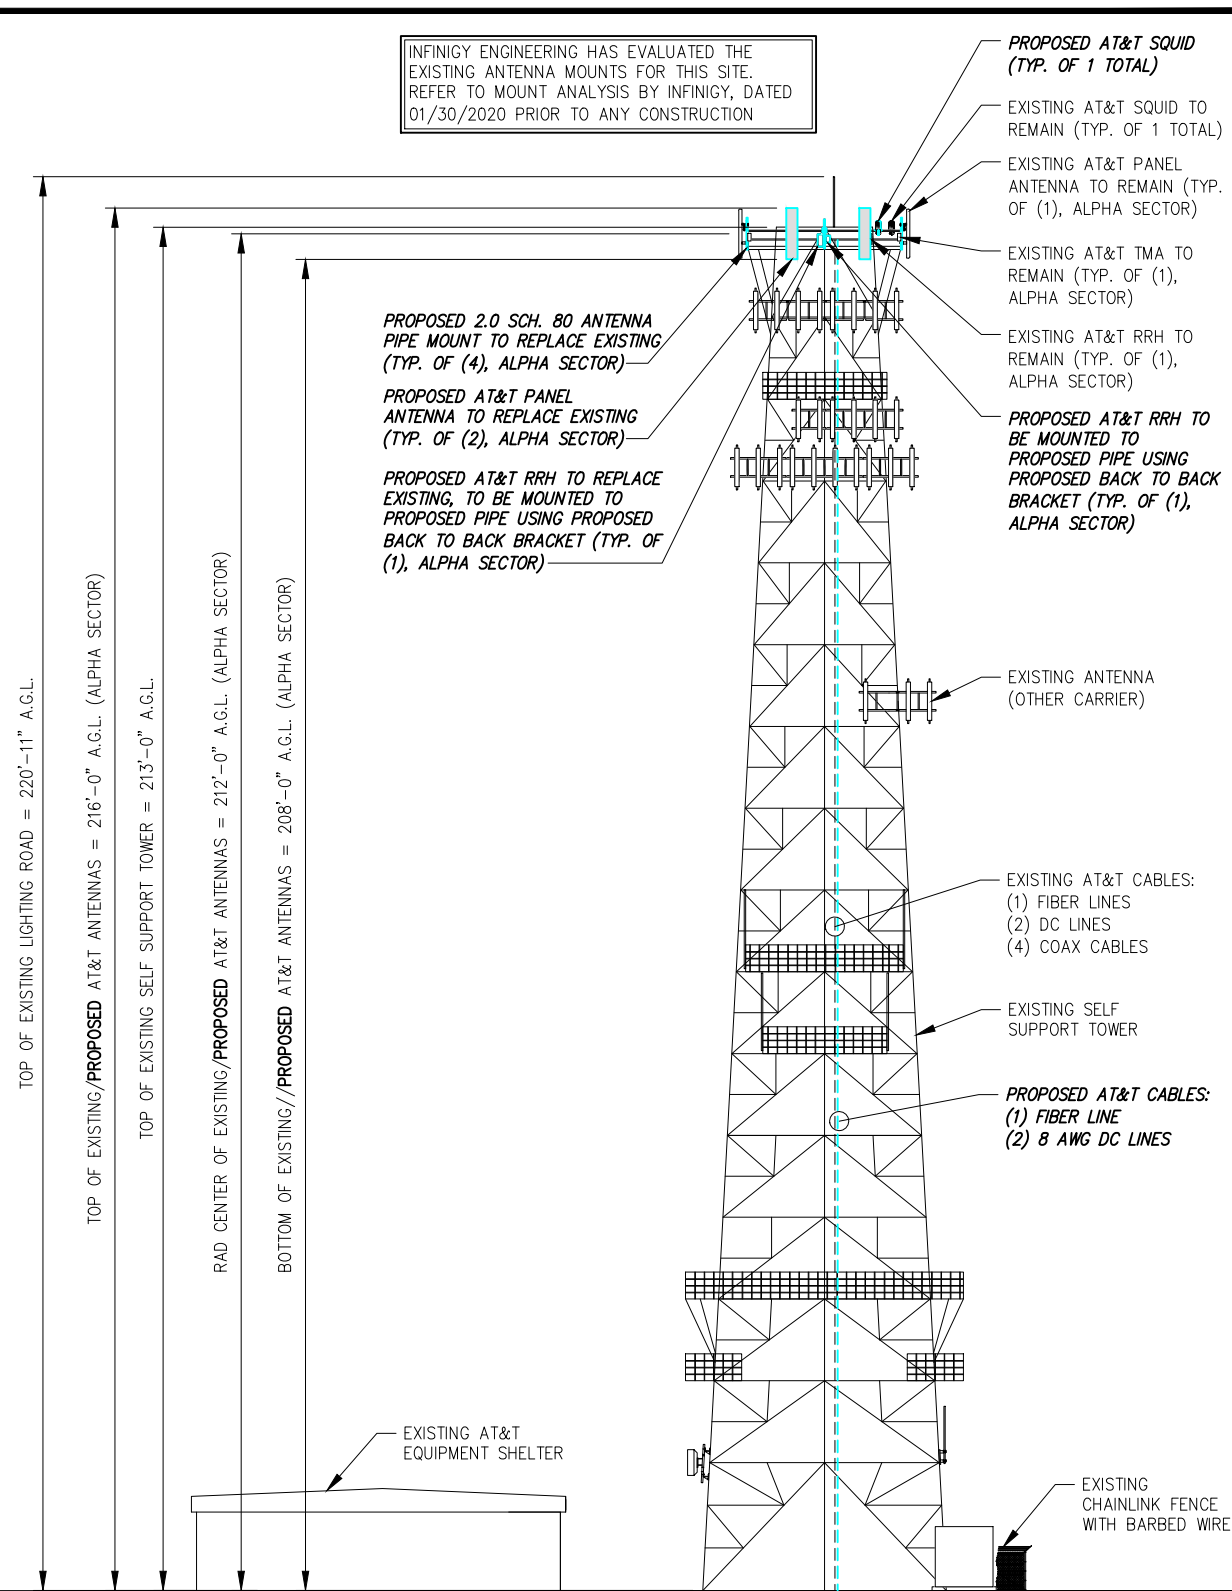 INFINIGY ENGINEERING HAS EVALUATED THE
EXISTING ANTENNA MOUNTS FOR THIS SITE.
REFER TO MOUNT ANALYSIS BY INFINIGY, DATED
01/30/2020 PRIOR TO ANY CONSTRUCTION
PROPOSED AT&T SQUID
(TYP. OF 1 TOTAL)
EXISTING AT&T SQUID TO
REMAIN (TYP. OF 1 TOTAL)
EXISTING AT&T PANEL
ANTENNA TO REMAIN (TYP.
OF (1), ALPHA SECTOR)
EXISTING AT&T TMA TO
REMAIN (TYP. OF (1),
ALPHA SECTOR)
EXISTING AT&T RRH TO
REMAIN (TYP. OF (1),
ALPHA SECTOR)
PROPOSED AT&T RRH TO
BE MOUNTED TO
PROPOSED PIPE USING
PROPOSED BACK TO BACK
BRACKET (TYP. OF (1),
ALPHA SECTOR)
PROPOSED 2.0 SCH. 80 ANTENNA
PIPE MOUNT TO REPLACE EXISTING
(TYP. OF (4), ALPHA SECTOR)
PROPOSED AT&T PANEL
ANTENNA TO REPLACE EXISTING
(TYP. OF (2), ALPHA SECTOR)
PROPOSED AT&T RRH TO REPLACE
EXISTING, TO BE MOUNTED TO
PROPOSED PIPE USING PROPOSED
BACK TO BACK BRACKET (TYP. OF
(1), ALPHA SECTOR)
TOP OF EXISTING LIGHTING ROAD = 220'-11" A.G.L.
TOP OF EXISTING/PROPOSED AT&T ANTENNAS = 216'-0" A.G.L. (ALPHA SECTOR)
TOP OF EXISTING SELF SUPPORT TOWER = 213'-0" A.G.L.
RAD CENTER OF EXISTING/PROPOSED AT&T ANTENNAS = 212'-0" A.G.L. (ALPHA SECTOR)
BOTTOM OF EXISTING//PROPOSED AT&T ANTENNAS = 208'-0" A.G.L. (ALPHA SECTOR)
EXISTING ANTENNA
(OTHER CARRIER)
EXISTING AT&T CABLES:
(1) FIBER LINES
(2) DC LINES
(4) COAX CABLES
EXISTING SELF
SUPPORT TOWER
PROPOSED AT&T CABLES:
(1) FIBER LINE
(2) 8 AWG DC LINES
EXISTING AT&T
EQUIPMENT SHELTER
EXISTING
CHAINLINK FENCE
WITH BARBED WIRE